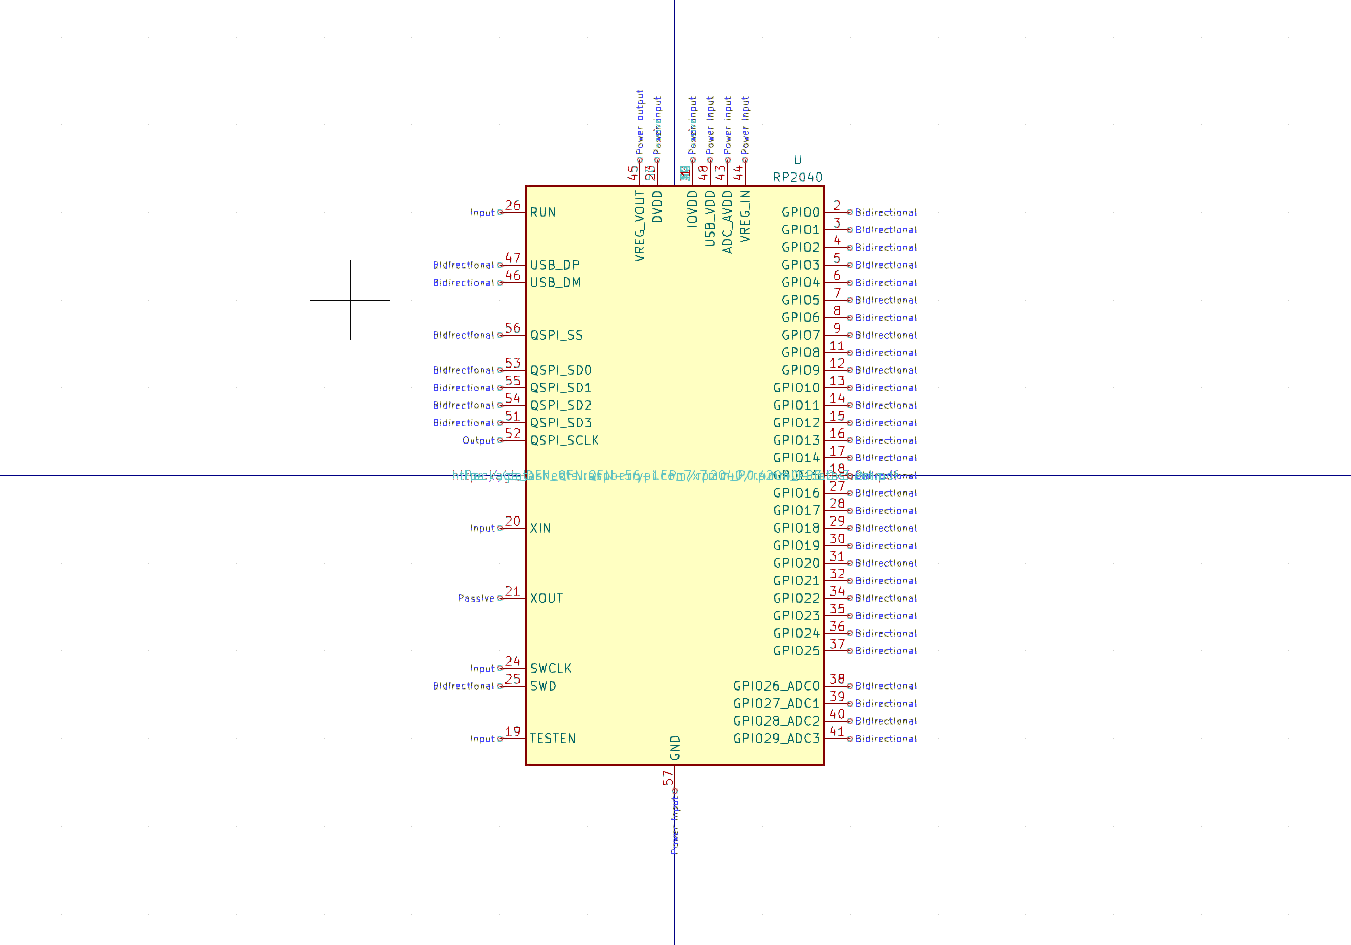 Power output
Power input
Power input
Power input
Power input
45
48
43
44
U
RP2040
VREG_VOUT
DVDD
IOVDD
USB_VDD
ADC_AVDD
VREG_IN
Input 26 RUN
Bidirectional 47 USB_DP
Bidirectional 46 USB_DM
Bidirectional 56 QSPI_SS
Bidirectional 53 QSPI_SD0
Bidirectional 55 QSPI_SD1
Bidirectional 54 QSPI_SD2
Bidirectional 51 QSPI_SD3
Output 52 QSPI_SCLK
Input 20 XIN
Passive 21 XOUT
Input 24 SWCLK
Bidirectional 25 SWD
Input 19 TESTEN
GPIO0 2 Bidirectional
GPIO1 3 Bidirectional
GPIO2 4 Bidirectional
GPIO3 5 Bidirectional
GPIO4 6 Bidirectional
GPIO5 7 Bidirectional
GPIO6 8 Bidirectional
GPIO7 9 Bidirectional
GPIO8 11 Bidirectional
GPIO9 12 Bidirectional
GPIO10 13 Bidirectional
GPIO11 14 Bidirectional
GPIO12 15 Bidirectional
GPIO13 16 Bidirectional
GPIO14 17 Bidirectional
18
GPIO16 27 Bidirectional
GPIO17 28 Bidirectional
GPIO18 29 Bidirectional
GPIO19 30 Bidirectional
GPIO20 31 Bidirectional
GPIO21 32 Bidirectional
GPIO22 34 Bidirectional
GPIO23 35 Bidirectional
GPIO24 36 Bidirectional
GPIO25 37 Bidirectional
GPIO26_ADC0 38 Bidirectional
GPIO27_ADC1 39 Bidirectional
GPIO28_ADC2 40 Bidirectional
GPIO29_ADC3 41 Bidirectional
GND
57
Power input